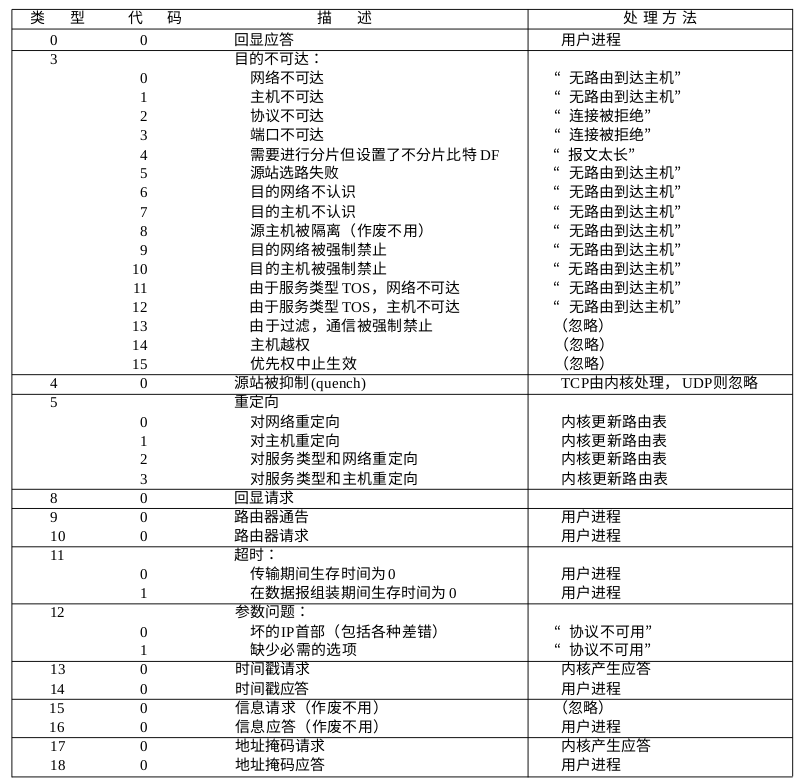 类 型 代 码 描 述 处理方法
0 0 回显应答 用户进程
3 目的不可达：
0 网络不可达 “无路由到达主机”
1 主机不可达 “无路由到达主机”
2 协议不可达 “连接被拒绝”
3 端口不可达 “连接被拒绝”
4 需要进行分片但设置了不分片比特 DF “报文太长”
5 源站选路失败 “无路由到达主机”
6 目的网络不认识 “无路由到达主机”
7 目的主机不认识 “无路由到达主机”
8 源主机被隔离（作废不用） “无路由到达主机”
9 目的网络被强制禁止 “无路由到达主机”
10 目的主机被强制禁止 “无路由到达主机”
11 由于服务类型 TOS，网络不可达 “无路由到达主机”
12 由于服务类型 TOS，主机不可达 “无路由到达主机”
13 由于过滤，通信被强制禁止 （忽略）
14 主机越权 （忽略）
15 优先权中止生效 （忽略）
4 0 源站被抑制(quench) TCP由内核处理，UDP则忽略
5 重定向
0 对网络重定向 内核更新路由表
1 对主机重定向 内核更新路由表
2 对服务类型和网络重定向 内核更新路由表
3 对服务类型和主机重定向 内核更新路由表
8 0 回显请求
9 0 路由器通告 用户进程
10 0 路由器请求 用户进程
11 超时：
0 传输期间生存时间为0 用户进程
1 在数据报组装期间生存时间为0 用户进程
12 参数问题：
0 坏的IP首部（包括各种差错） “协议不可用”
1 缺少必需的选项 “协议不可用”
13 0 时间戳请求 内核产生应答
14 0 时间戳应答 用户进程
15 0 信息请求（作废不用） （忽略）
16 0 信息应答（作废不用） 用户进程
17 0 地址掩码请求 内核产生应答
18 0 地址掩码应答 用户进程